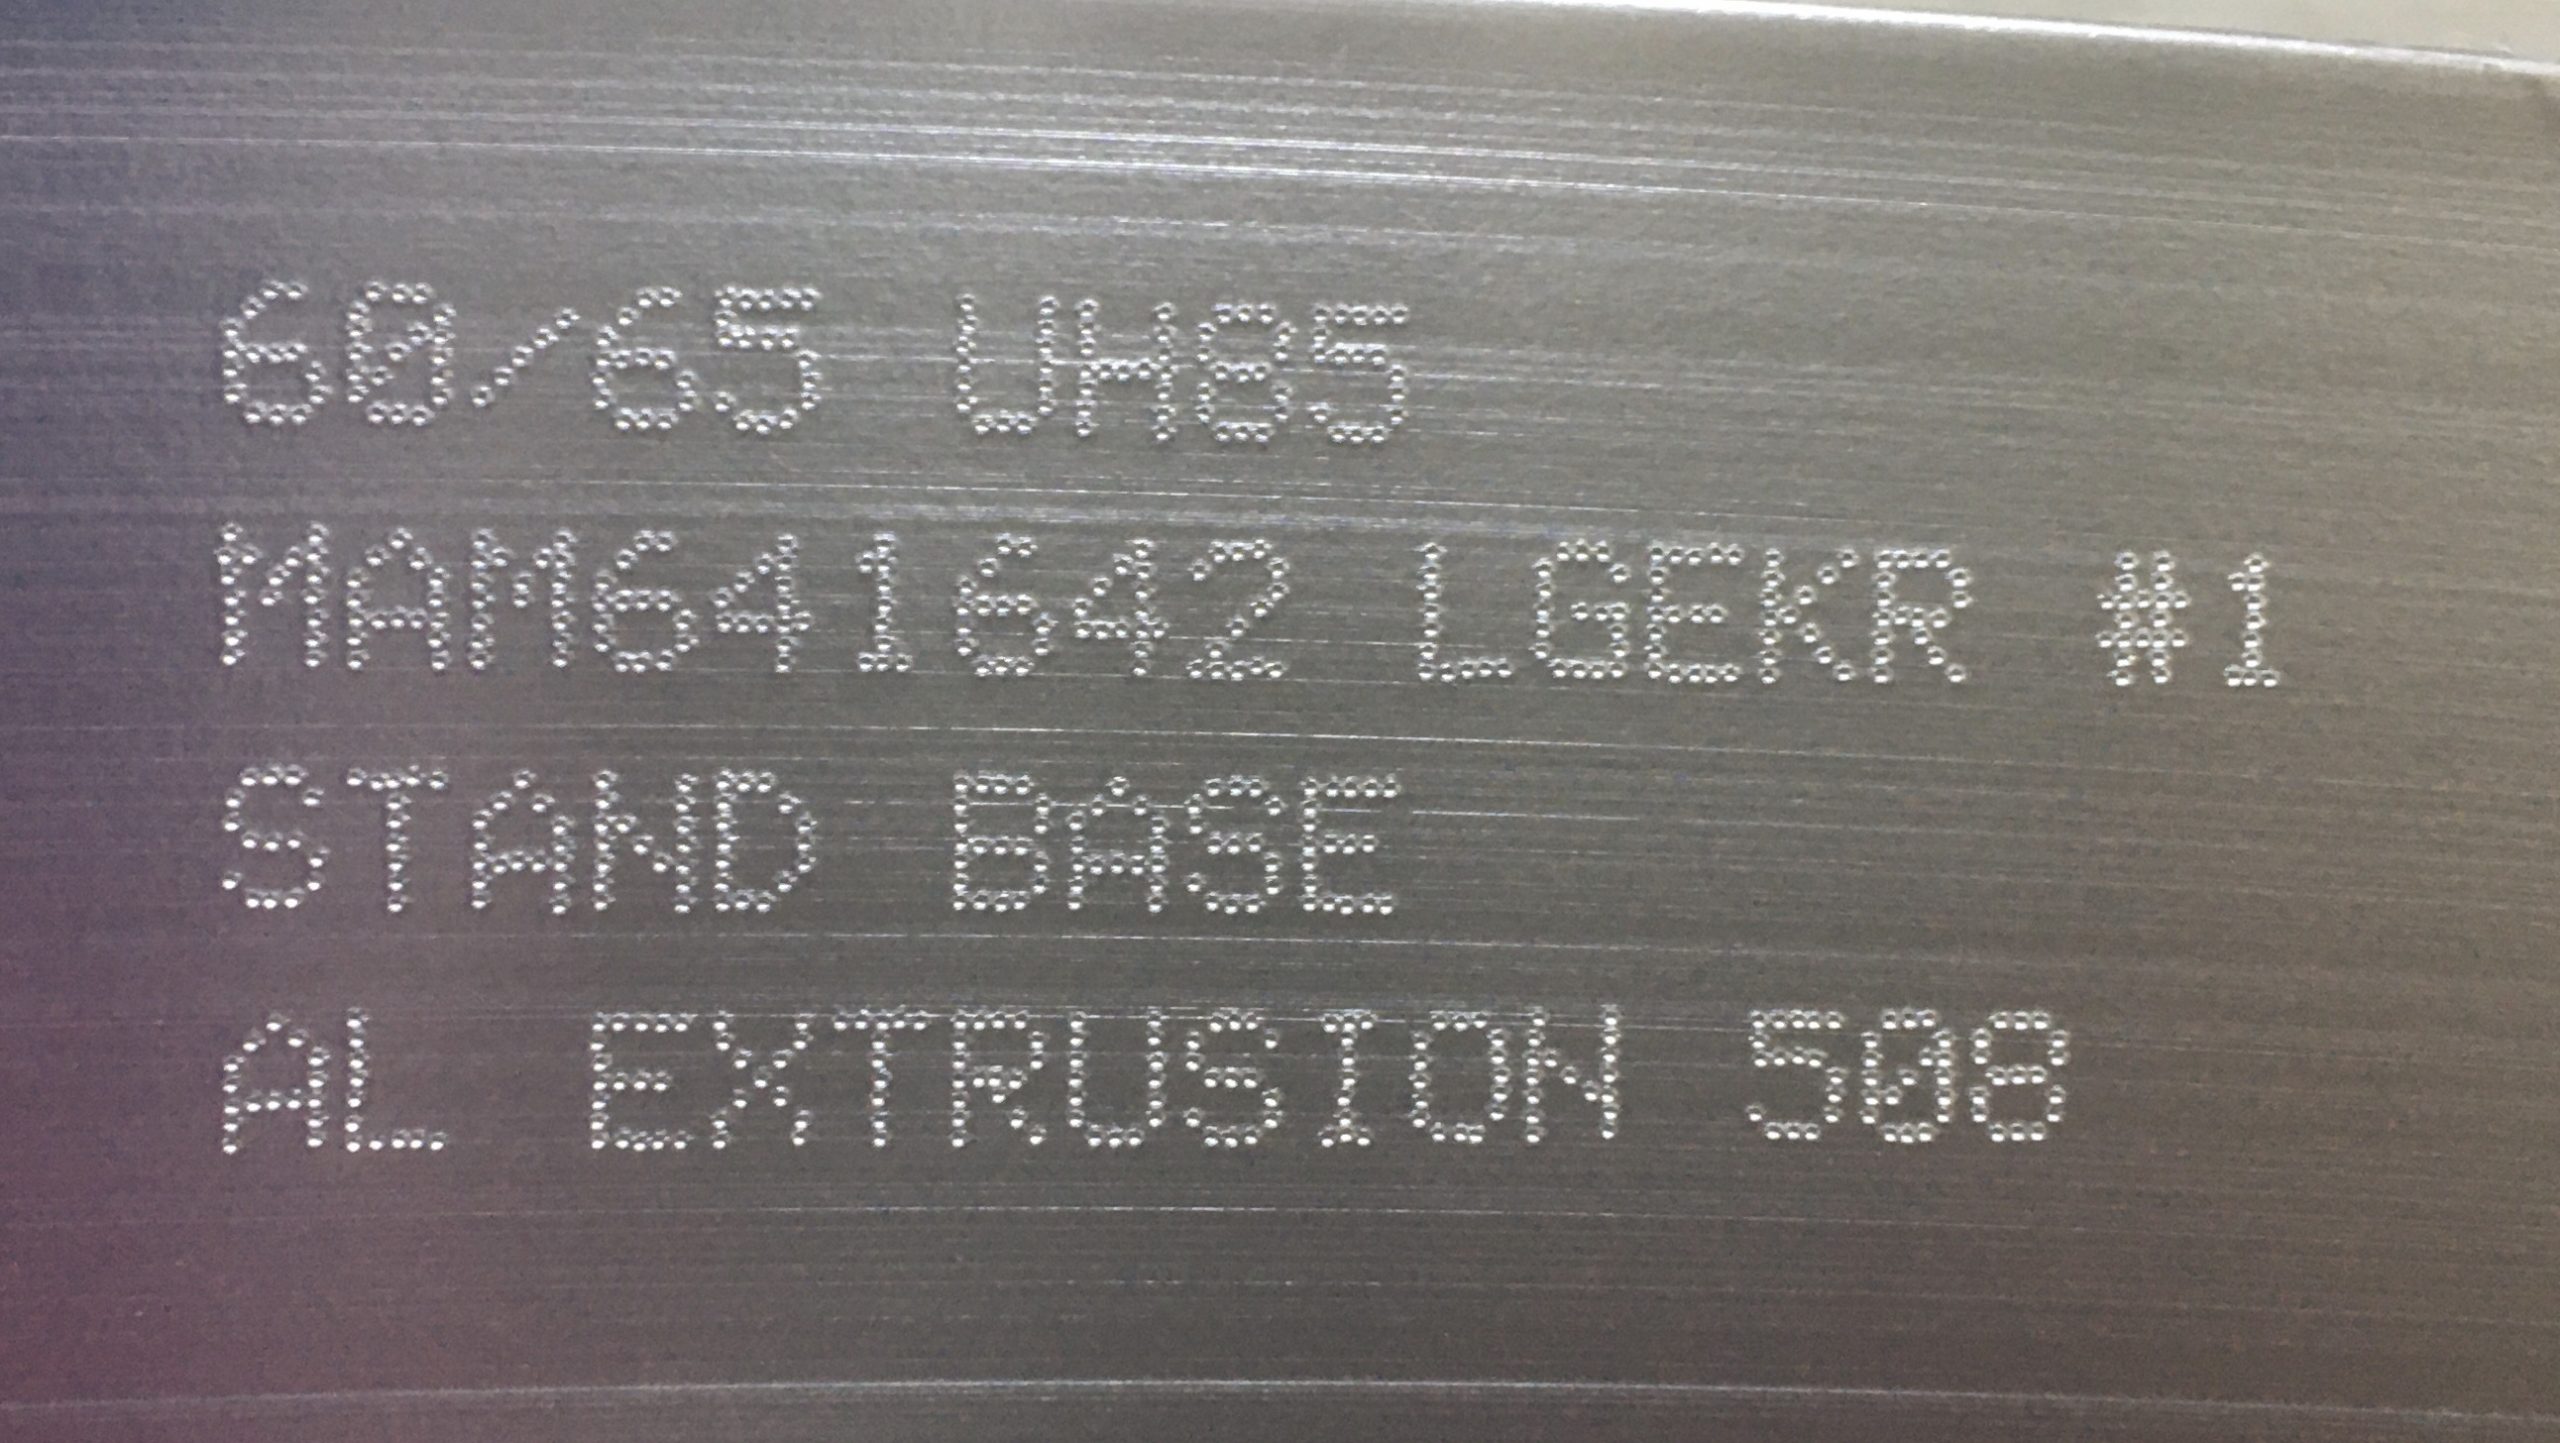 60/65 UH85
MAM641642 LGEKR #1
STAND BASE
AL EXTRUSION 508